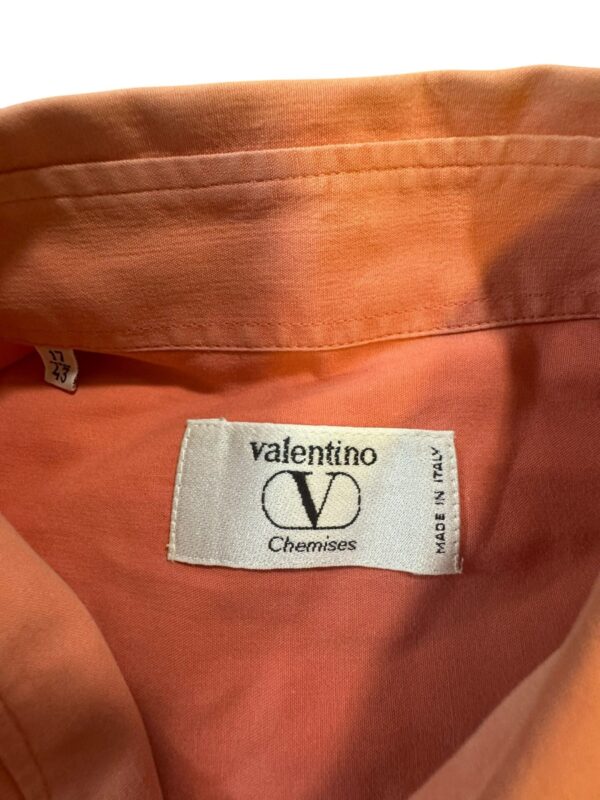 17
43
valentino
V
Chemises
MADE IN ITALY